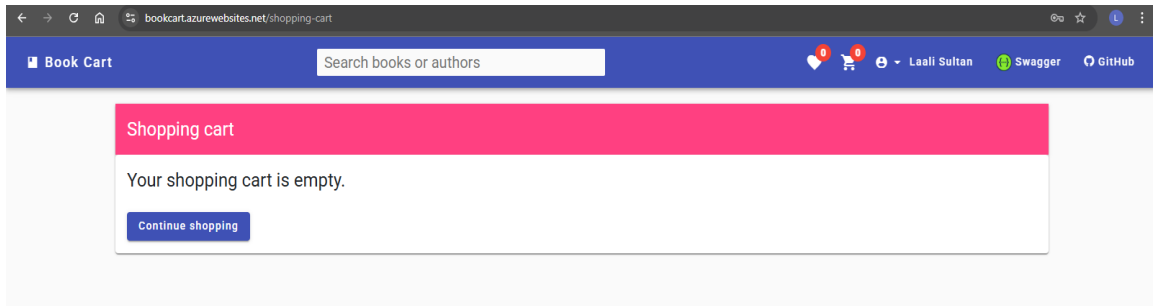 bookcart.azurewebsites.net/shopping-cart
L
Book Cart
Search books or authors
0
0
Laali Sultan
Swagger
GitHub
Shopping cart
Your shopping cart is empty.
Continue shopping